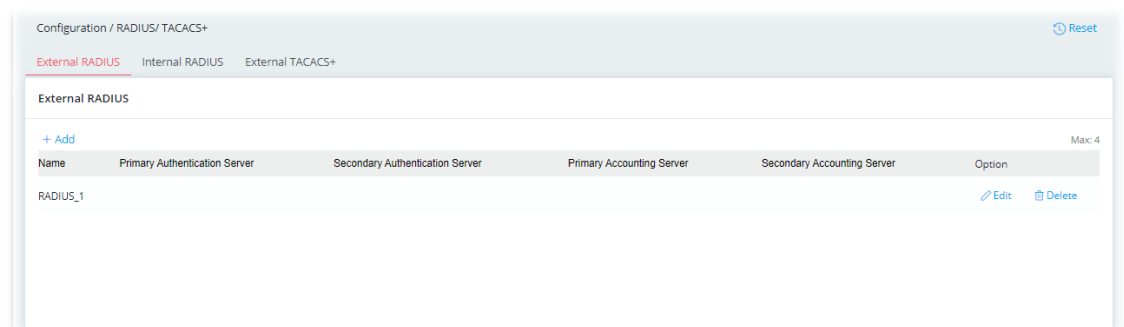 Configuration / RADIUS/ TACACS+ Reset
External RADIUS Internal RADIUS External TACACS+
External RADIUS
+ Add Max: 4
Name Primary Authentication Server Secondary Authentication Server Primary Accounting Server Secondary Accounting Server Option
RADIUS_1 Edit Delete